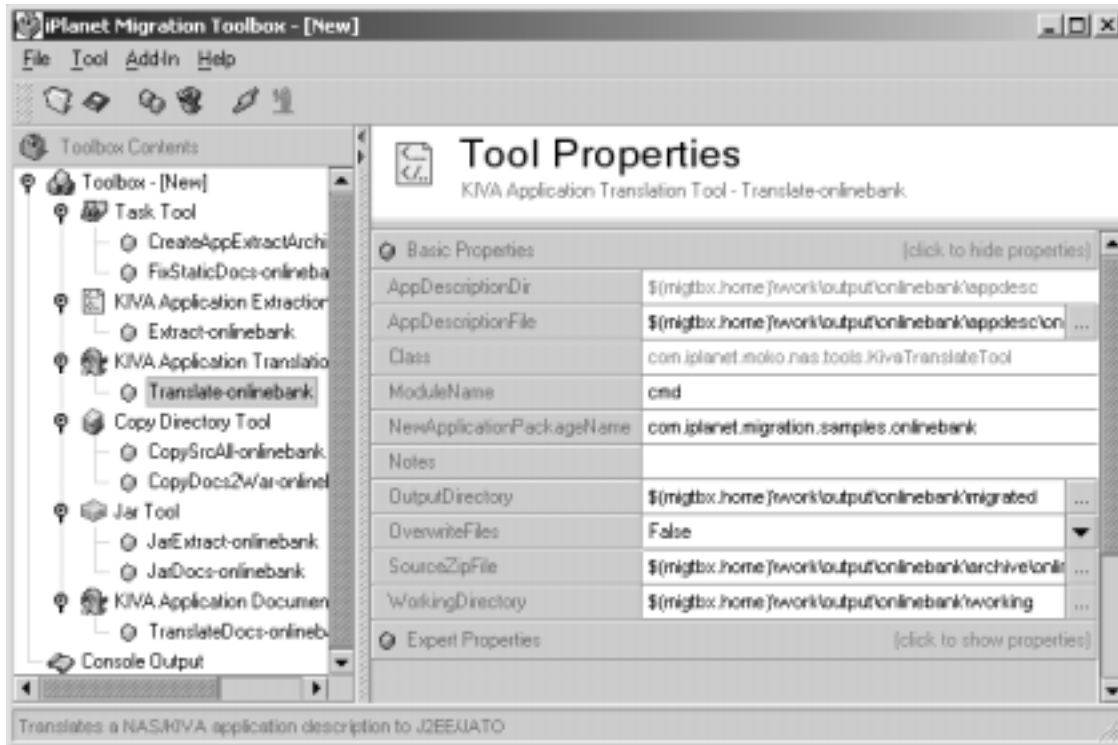 iPlanet Migration Toolbox - [New]
File Tool Add-In Help
Toolbox Contents
Toolbox - [New]
Task Tool
CreateAppExtractArchi
FixStaticDocs-onlineba
KIVA Application Extraction
Extract-onlinebank
KIVA Application Translatio
Translate-onlinebank
Copy Directory Tool
CopySrcAll-onlinebank
CopyDocs2War-onlinel
Jar Tool
JarExtract-onlinebank
JarDocs-onlinebank
KIVA Application Documen
TranslateDocs-onlineb
Console Output
Tool Properties
KIVA Application Translation Tool - Translate-onlinebank
Basic Properties [click to hide properties]
AppDescriptionDir $(migtbx.home)\work\output\onlinebank\appdesc
AppDescriptionFile $(migtbx.home)\work\output\onlinebank\appdesc\on ...
Class com.iplanet.moko.nas.tools.KivaTranslateTool
ModuleName cmd
NewApplicationPackageName com.iplanet.migration.samples.onlinebank
Notes
OutputDirectory $(migtbx.home)\work\output\onlinebank\migrated ...
OverwriteFiles False
SourceZipFile $(migtbx.home)\work\output\onlinebank\archive\onlin ...
WorkingDirectory $(migtbx.home)\work\output\onlinebank\working ...
Expert Properties [click to show properties]
Translates a NAS/KIVA application description to J2EE/JATO